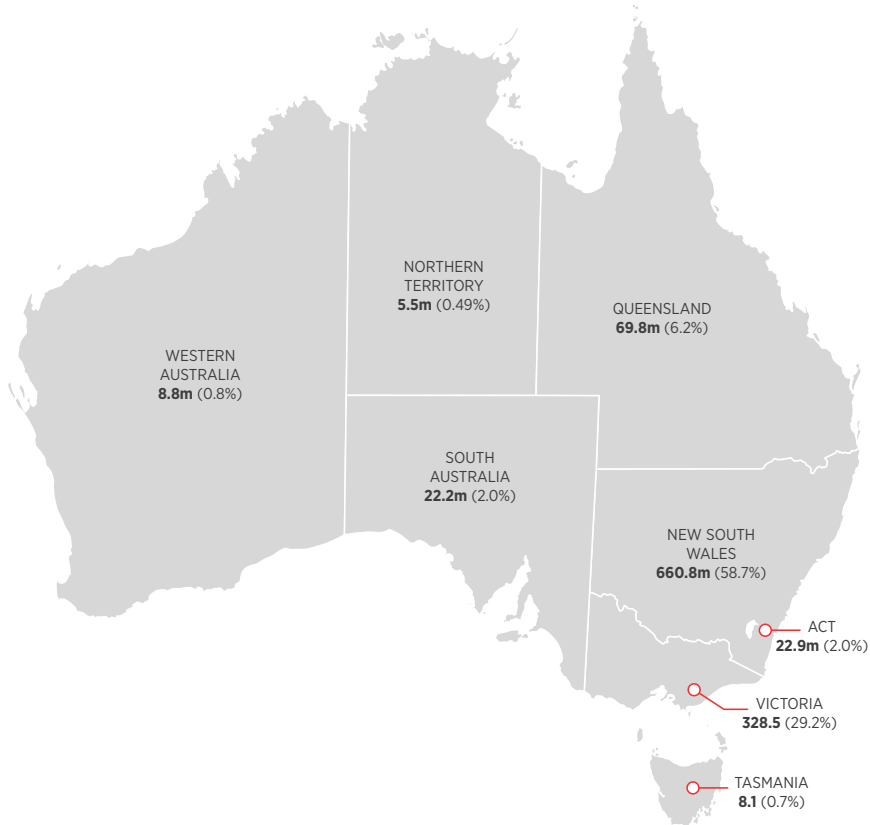 NORTHERN
TERRITORY
5.5m (0.49%)
QUEENSLAND
69.8m (6.2%)
WESTERN
AUSTRALIA
8.8m (0.8%)
SOUTH
AUSTRALIA
22.2m (2.0%)
NEW SOUTH
WALES
660.8m (58.7%)
ACT
22.9m (2.0%)
VICTORIA
328.5 (29.2%)
TASMANIA
8.1 (0.7%)